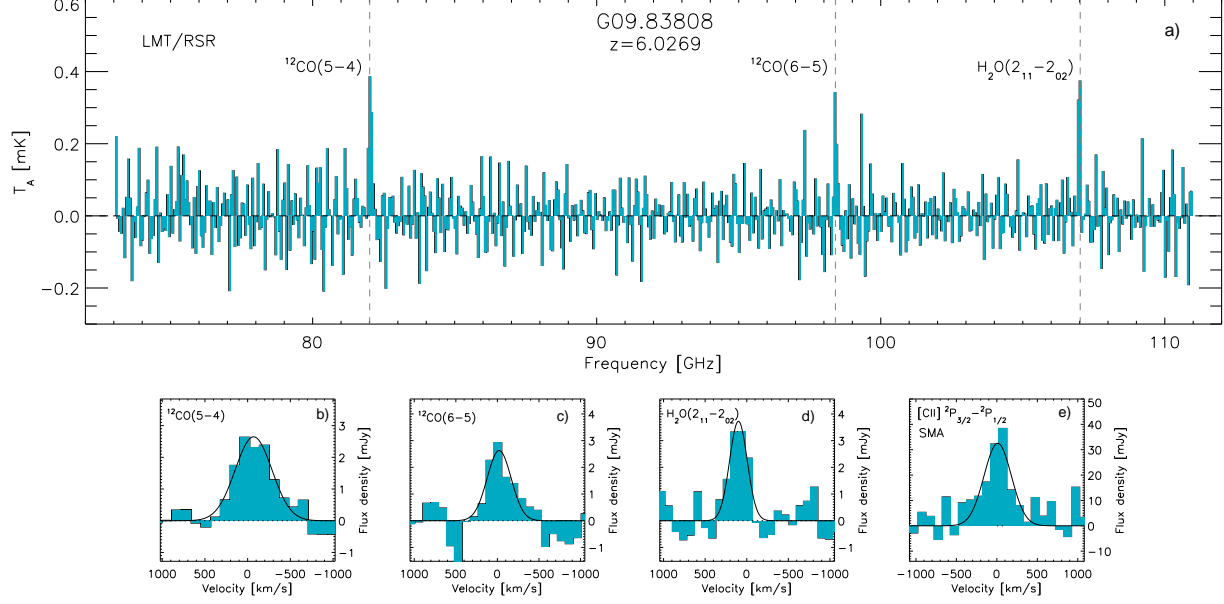 G09.83808
z=6.0269
a)
LMT/RSR
¹²CO(5−4)
¹²CO(6−5)
H₂O(2₁₁−2₀₂)
0.6
0.4
0.2
0.0
−0.2
T_A [mK]
80
90
100
110
Frequency [GHz]
¹²CO(5−4)
b)
3
2
1
0
−1
Flux density [mJy]
1000 500 0 −500 −1000
Velocity [km/s]
¹²CO(6−5)
c)
4
3
2
1
0
−1
Flux density [mJy]
1000 500 0 −500 −1000
Velocity [km/s]
H₂O(2₁₁−2₀₂)
d)
4
3
2
1
0
−1
Flux density [mJy]
1000 500 0 −500 −1000
Velocity [km/s]
[CII] ²P₃/₂−²P₁/₂
e)
SMA
50
40
30
20
10
0
−10
Flux density [mJy]
−1000 −500 0 500 1000
Velocity [km/s]